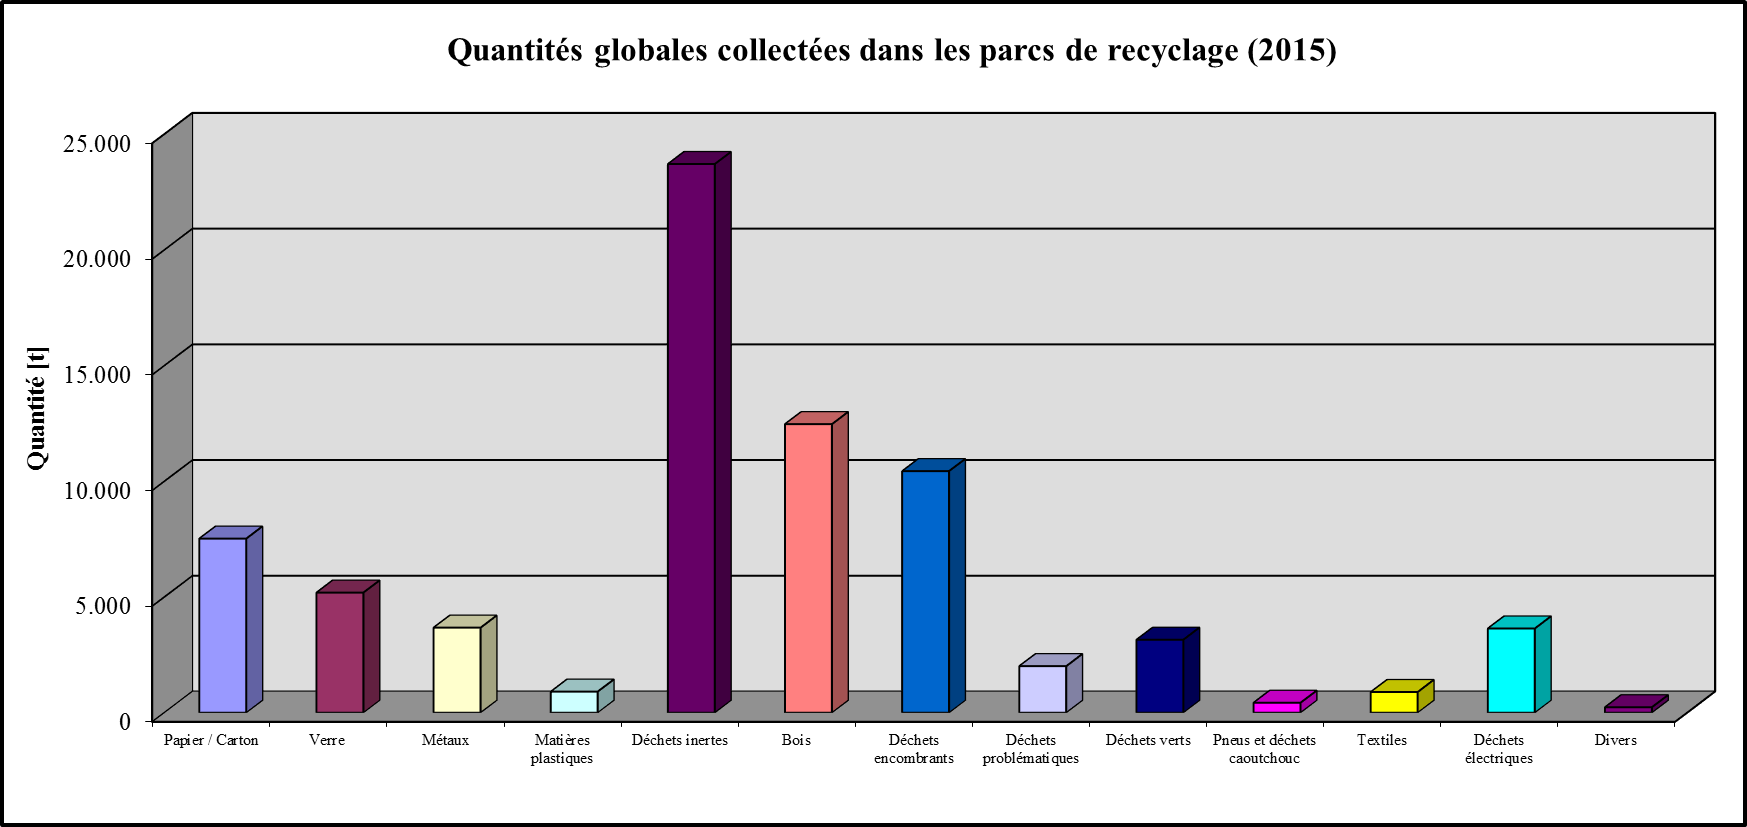 Quantités globales collectées dans les parcs de recyclage (2015)
25.000
20.000
15.000
10.000
5.000
0
Quantité [t]
Papier / Carton
Verre
Métaux
Matières
plastiques
Déchets inertes
Bois
Déchets
encombrants
Déchets
problématiques
Déchets verts
Pneus et déchets
caoutchouc
Textiles
Déchets
électriques
Divers